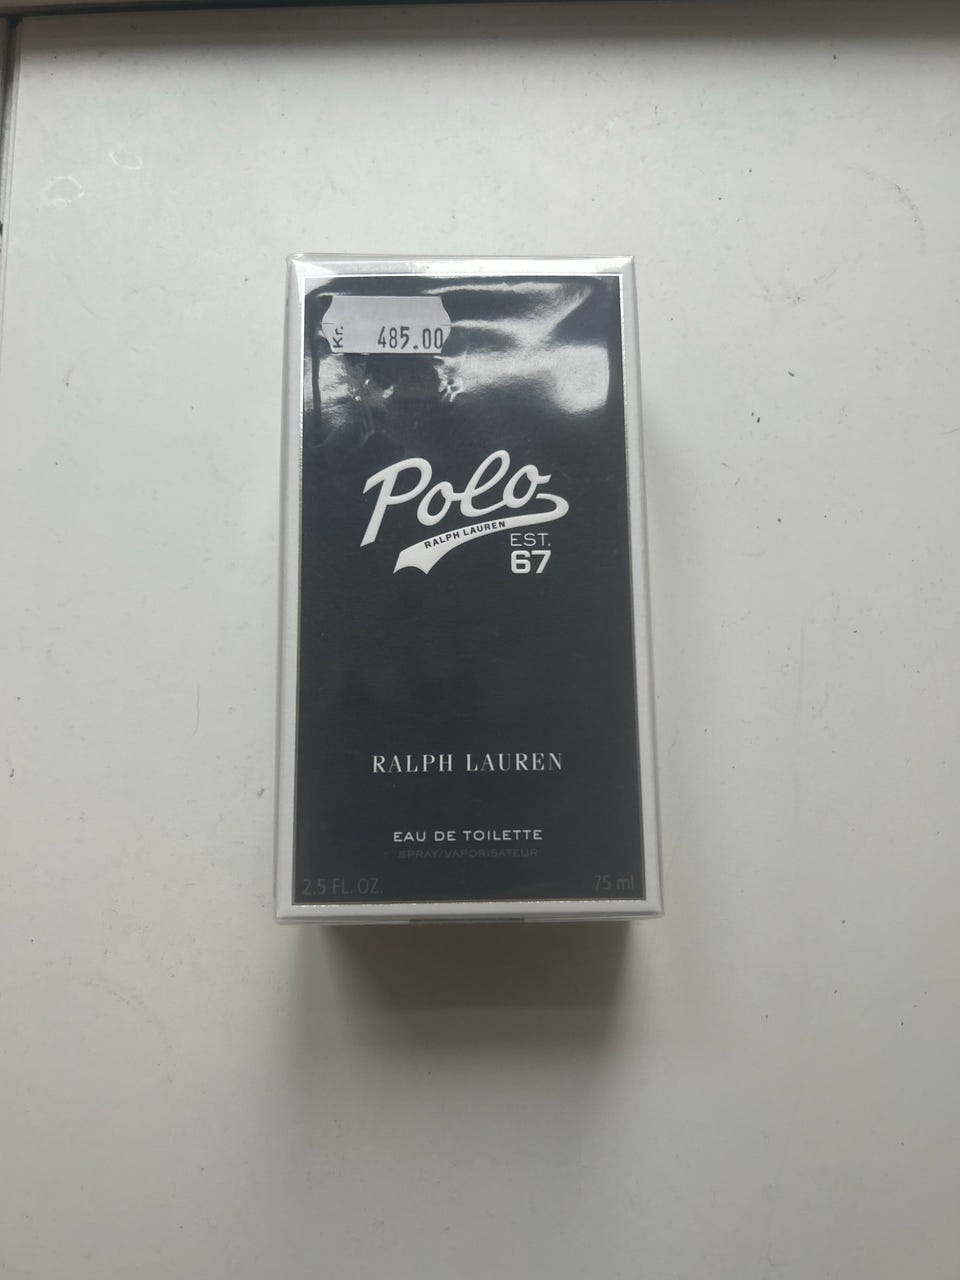 Kr. 485.00
Polo
RALPH LAUREN
EST.
67
RALPH LAUREN
EAU DE TOILETTE
SPRAY/VAPORISATEUR
2.5 FL. OZ. 75 ml